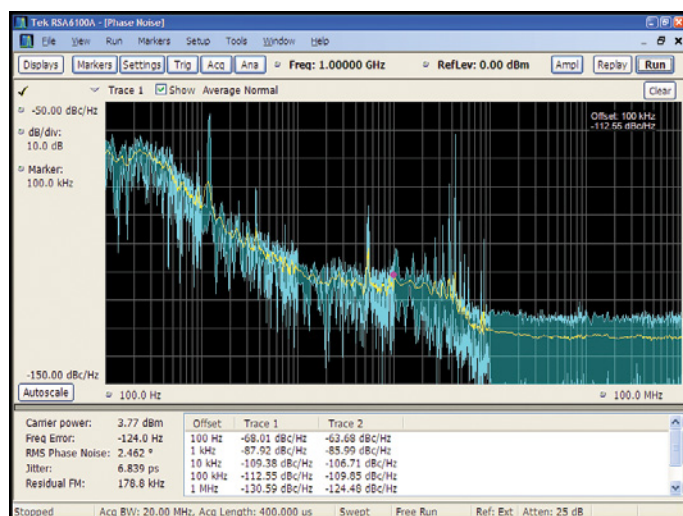 Tek RSA6100A - [Phase Noise]
File View Run Markers Setup Tools Window Help
Displays Markers Settings Trig Acq Ana Freq: 1.00000 GHz RefLev: 0.00 dBm Ampl Replay Run
Trace 1 Show Average Normal Clear
-50.00 dBc/Hz
dB/div:
10.0 dB
Marker:
100.0 kHz
Offset: 100 kHz
-112.55 dBc/Hz
-150.00 dBc/Hz
Autoscale 100.0 Hz 100.0 MHz
Carrier power: 3.77 dBm
Freq Error: -124.0 Hz
RMS Phase Noise: 2.462 °
Jitter: 6.839 ps
Residual FM: 178.8 kHz
Offset Trace 1 Trace 2
100 Hz -68.01 dBc/Hz -63.68 dBc/Hz
1 kHz -87.92 dBc/Hz -85.99 dBc/Hz
10 kHz -109.38 dBc/Hz -106.71 dBc/Hz
100 kHz -112.55 dBc/Hz -109.85 dBc/Hz
1 MHz -130.59 dBc/Hz -124.48 dBc/Hz
Stopped Acq BW: 20.00 MHz, Acq Length: 400.000 us Swept Free Run Ref: Ext Atten: 25 dB